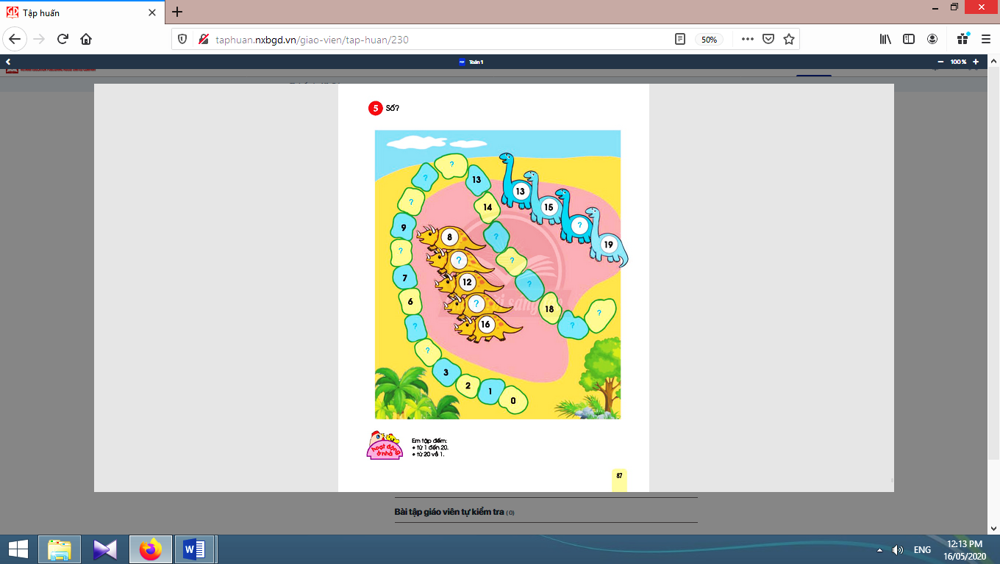 Tập huấn
taphuan.nxbgd.vn/giao-vien/tap-huan/230
50%
Toán 1
100 %
5 Số?
?
?
13
?
14
9
?
?
?
7
?
6
18
?
?
?
?
3
2
1
0
13
15
?
19
8
?
12
?
16
hoạt động
ở nhà
Em tập đếm:
• từ 1 đến 20.
• từ 20 về 1.
87
Bài tập giáo viên tự kiểm tra (0)
ENG
12:13 PM
16/05/2020